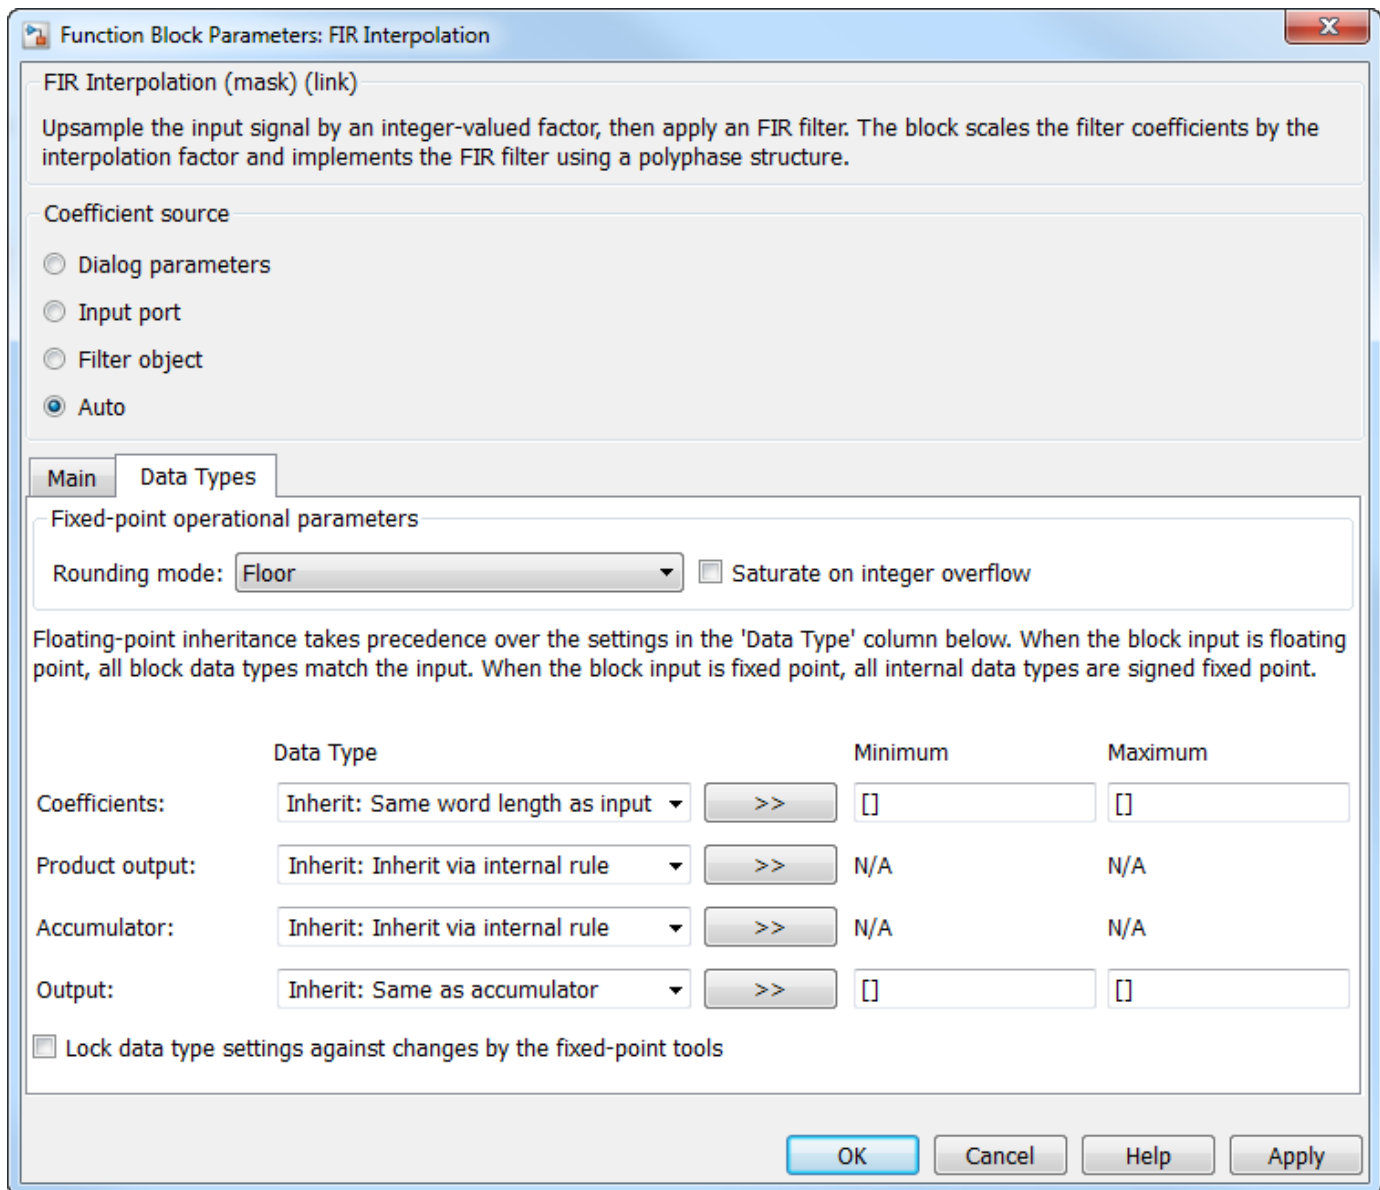 Function Block Parameters: FIR Interpolation
FIR Interpolation (mask) (link)
Upsample the input signal by an integer-valued factor, then apply an FIR filter. The block scales the filter coefficients by the
interpolation factor and implements the FIR filter using a polyphase structure.
Coefficient source
Dialog parameters
Input port
Filter object
Auto
Main Data Types
Fixed-point operational parameters
Rounding mode: Floor Saturate on integer overflow
Floating-point inheritance takes precedence over the settings in the 'Data Type' column below. When the block input is floating
point, all block data types match the input. When the block input is fixed point, all internal data types are signed fixed point.
Data Type Minimum Maximum
Coefficients: Inherit: Same word length as input >> [] []
Product output: Inherit: Inherit via internal rule >> N/A N/A
Accumulator: Inherit: Inherit via internal rule >> N/A N/A
Output: Inherit: Same as accumulator >> [] []
Lock data type settings against changes by the fixed-point tools
OK Cancel Help Apply